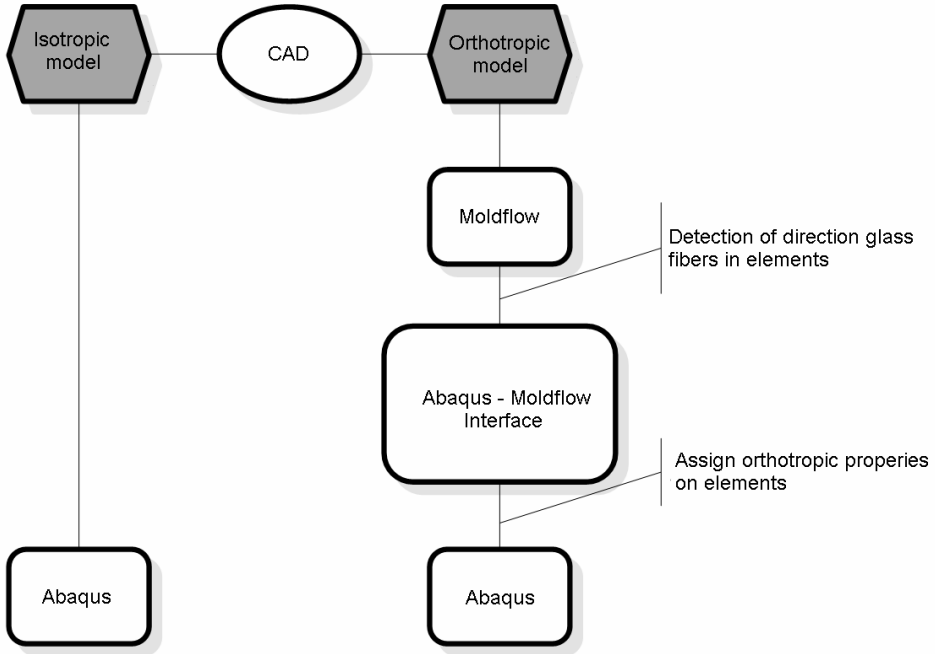 Isotropic
model
CAD
Orthotropic
model
Moldflow
Detection of direction glass
fibers in elements
Abaqus - Moldflow
Interface
Assign orthotropic properies
on elements
Abaqus
Abaqus